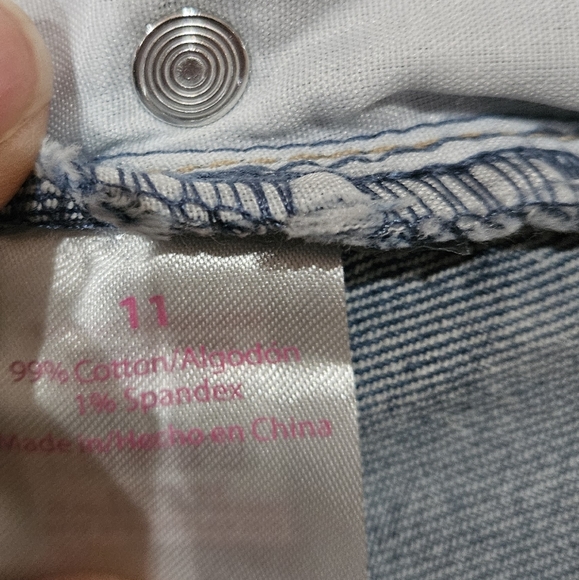 11
99% Cotton/Algodón
1% Spandex
Made in/Hecho en China